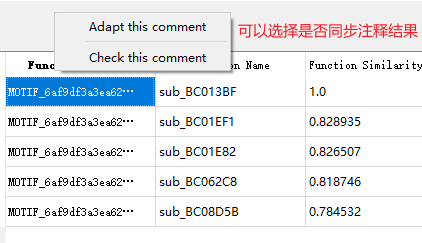 Adapt this comment
可以选择是否同步注释结果
Check this comment
Func
on Name
Function Similarity
MOTIF_6af9df3a3ea62…
sub_BC013BF
1.0
MOTIF_6af9df3a3ea62…
sub_BC01EF1
0.828935
MOTIF_6af9df3a3ea62…
sub_BC01E82
0.826507
MOTIF_6af9df3a3ea62…
sub_BC062C8
0.818746
MOTIF_6af9df3a3ea62…
sub_BC08D5B
0.784532